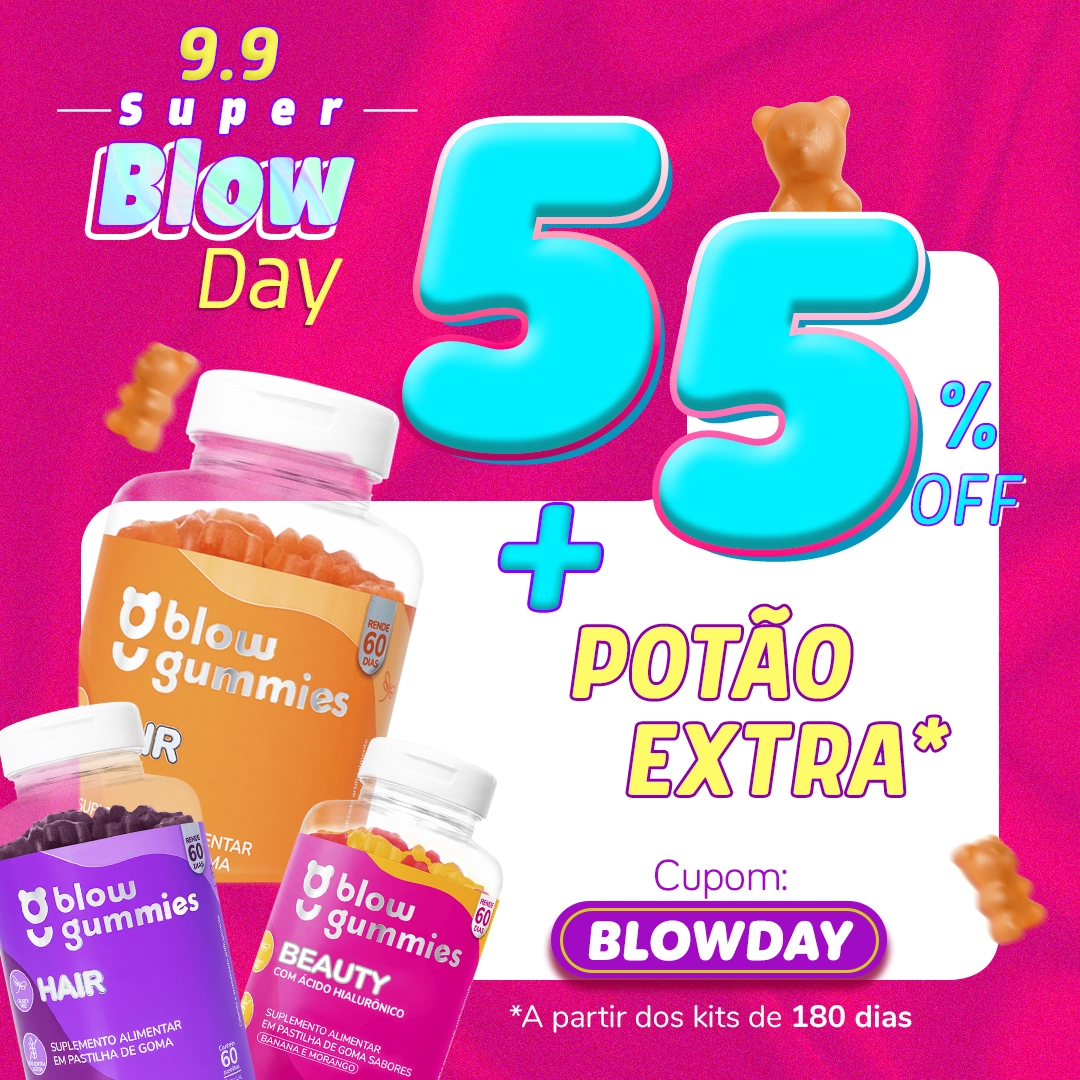 9.9
Super
Blow
Day
55
%
OFF
+
POTÃO
EXTRA*
Cupom:
BLOWDAY
*A partir dos kits de 180 dias
blow
gummies
RENDE
60
DIAS
blow
gummies
HAIR
RENDE
60
DIAS
SUPLEMENTO ALIMENTAR
EM PASTILHA DE GOMA
60
blow
gummies
RENDE
60
DIAS
BEAUTY
COM ÁCIDO HIALURÔNICO
SUPLEMENTO ALIMENTAR
EM PASTILHA DE GOMA SABORES
BANANA E MORANGO